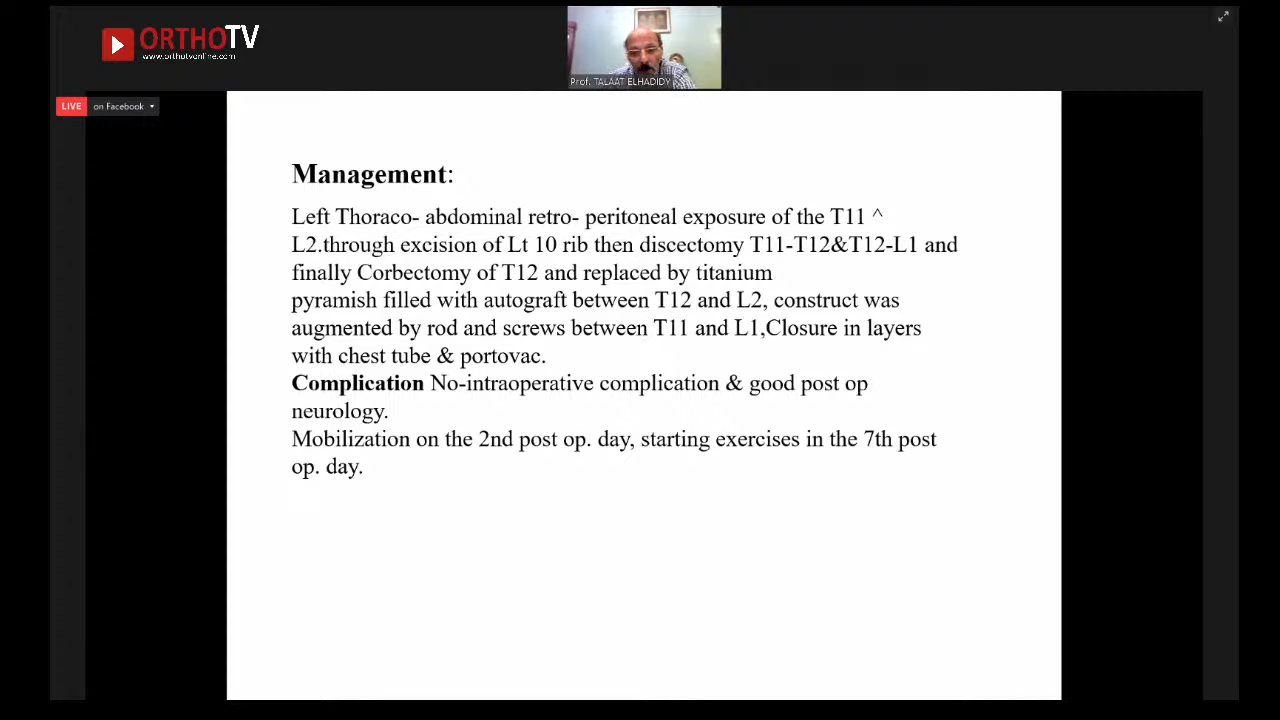 ORTHOTV
www.orthotvonline.com
Prof. TALAAT ELHADIDY
LIVE on Facebook
Management:
Left Thoraco- abdominal retro- peritoneal exposure of the T11 ^
L2.through excision of Lt 10 rib then discectomy T11-T12&T12-L1 and
finally Corbectomy of T12 and replaced by titanium
pyramish filled with autograft between T12 and L2, construct was
augmented by rod and screws between T11 and L1,Closure in layers
with chest tube & portovac.
Complication No-intraoperative complication & good post op
neurology.
Mobilization on the 2nd post op. day, starting exercises in the 7th post
op. day.